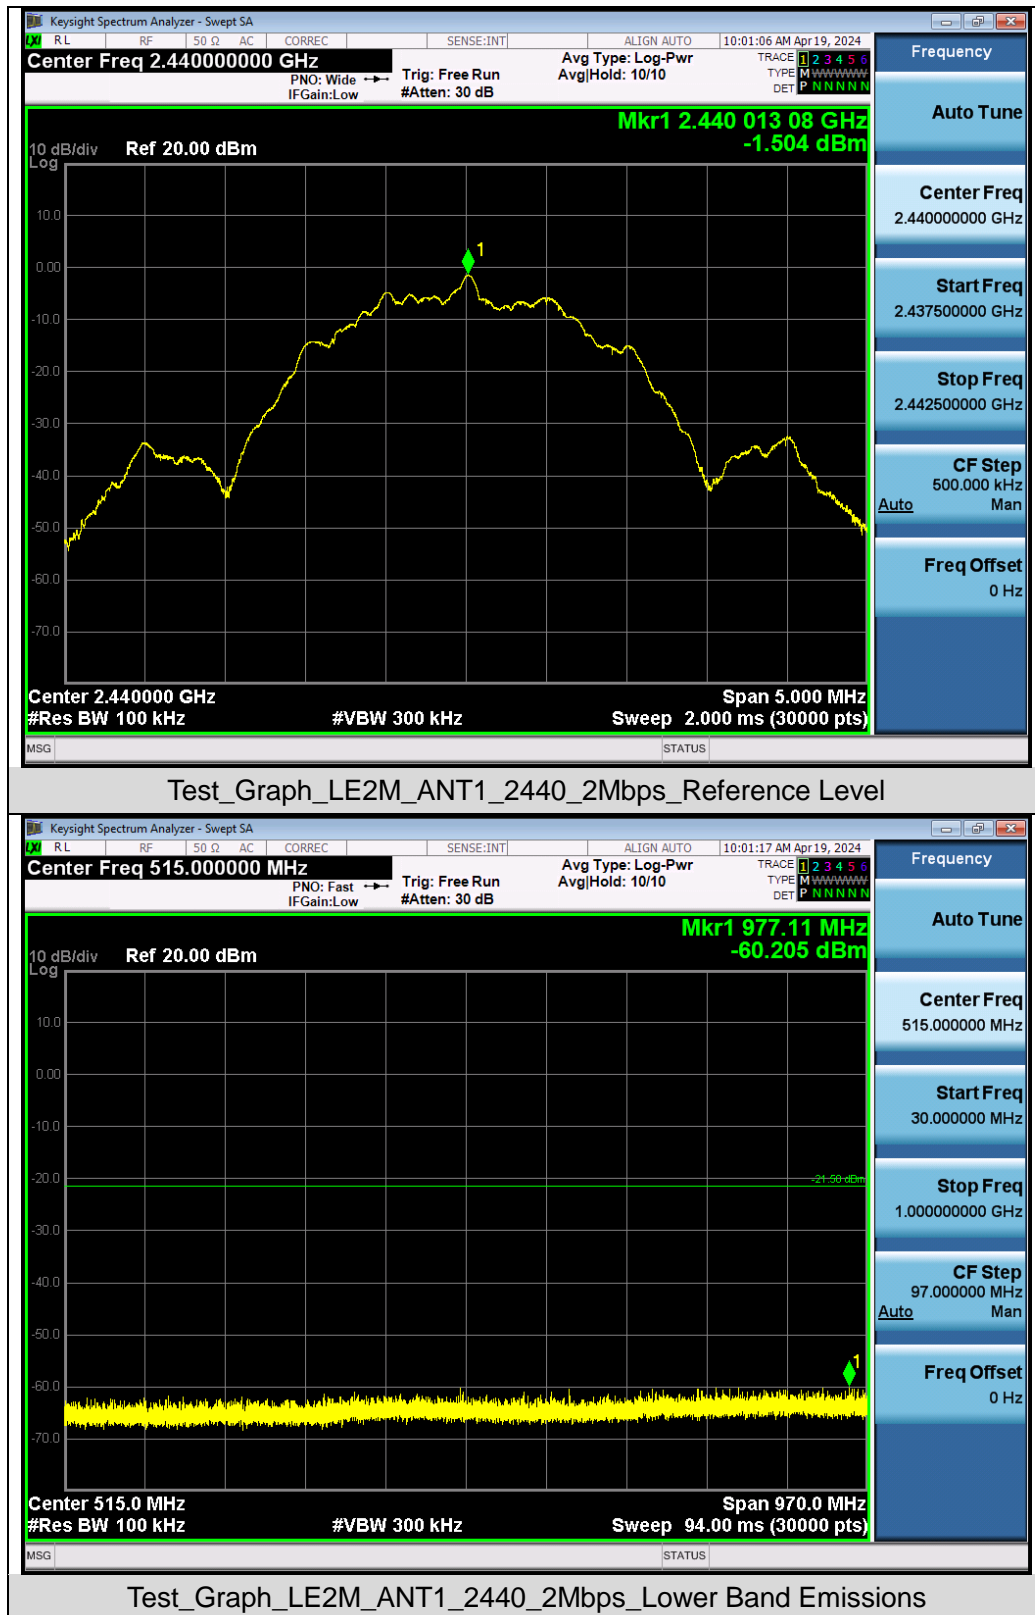 Keysight Spectrum Analyzer - Swept SA
LXI RL RF 50 Ω AC CORREC SENSE:INT ALIGN AUTO 10:01:06 AM Apr 19, 2024
Center Freq 2.440000000 GHz
PNO: Wide
IFGain:Low
Trig: Free Run
#Atten: 30 dB
Avg Type: Log-Pwr
Avg|Hold: 10/10
TRACE 1 2 3 4 5 6
TYPE M W W W W W
DET P N N N N N
Mkr1 2.440 013 08 GHz
-1.504 dBm
10 dB/div Ref 20.00 dBm
Log
10.0
0.00
-10.0
-20.0
-30.0
-40.0
-50.0
-60.0
-70.0
1
Center 2.440000 GHz Span 5.000 MHz
#Res BW 100 kHz #VBW 300 kHz Sweep 2.000 ms (30000 pts)
MSG STATUS
Frequency
Auto Tune
Center Freq
2.440000000 GHz
Start Freq
2.437500000 GHz
Stop Freq
2.442500000 GHz
CF Step
500.000 kHz
Auto Man
Freq Offset
0 Hz
Test_Graph_LE2M_ANT1_2440_2Mbps_Reference Level
Keysight Spectrum Analyzer - Swept SA
LXI RL RF 50 Ω AC CORREC SENSE:INT ALIGN AUTO 10:01:17 AM Apr 19, 2024
Center Freq 515.000000 MHz
PNO: Fast
IFGain:Low
Trig: Free Run
#Atten: 30 dB
Avg Type: Log-Pwr
Avg|Hold: 10/10
TRACE 1 2 3 4 5 6
TYPE M W W W W W
DET P N N N N N
Mkr1 977.11 MHz
-60.205 dBm
10 dB/div Ref 20.00 dBm
Log
10.0
0.00
-10.0
-20.0
-30.0
-40.0
-50.0
-60.0
-70.0
-21.50 dBm
1
Center 515.0 MHz Span 970.0 MHz
#Res BW 100 kHz #VBW 300 kHz Sweep 94.00 ms (30000 pts)
MSG STATUS
Frequency
Auto Tune
Center Freq
515.000000 MHz
Start Freq
30.000000 MHz
Stop Freq
1.000000000 GHz
CF Step
97.000000 MHz
Auto Man
Freq Offset
0 Hz
Test_Graph_LE2M_ANT1_2440_2Mbps_Lower Band Emissions